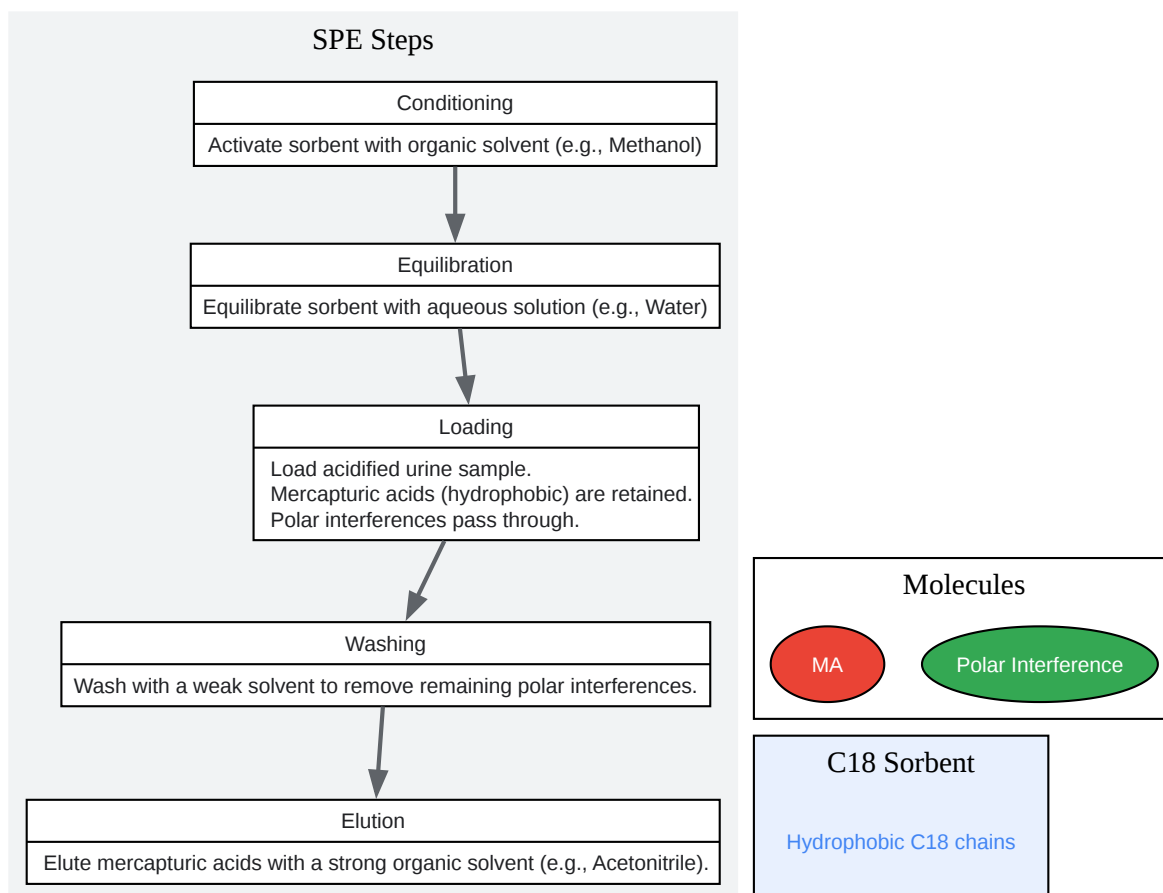 SPE Steps
Conditioning
Activate sorbent with organic solvent (e.g., Methanol)
Equilibration
Equilibrate sorbent with aqueous solution (e.g., Water)
Loading
Load acidified urine sample.
Mercapturic acids (hydrophobic) are retained.
Polar interferences pass through.
Washing
Wash with a weak solvent to remove remaining polar interferences.
Elution
Elute mercapturic acids with a strong organic solvent (e.g., Acetonitrile).
Molecules
MA
Polar Interference
C18 Sorbent
Hydrophobic C18 chains